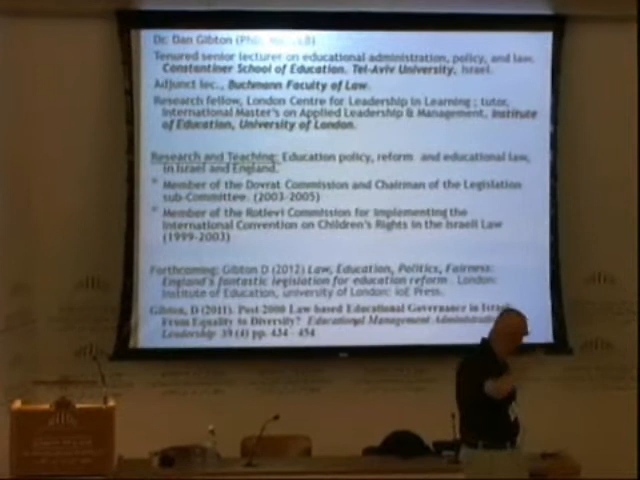 Dr. Dan Gibton
Tenured senior lecturer on educational administration, policy, and law.
Constantiner School of Education. Tel-Aviv University. Israel.
Adjunct lec., Buchmann Faculty of Law.
Research fellow, London Centre for Leadership in Learning ; tutor,
International Master's on Applied Leadership & Management, Institute
of Education, University of London.
Research and Teaching: Education policy, reform and educational law,
in Israel and England.
* Member of the Dovrat Commission and Chairman of the Legislation
sub-Committee. (2003-2005)
* Member of the Rotlevi Commission for Implementing the
International Convention on Children's Rights in the Israeli Law
(1999-2003)
Forthcoming: Gibton D (2012) Law, Education, Politics, Fairness:
England's fantastic legislation for education reform. London:
Institute of Education, university of London: IoE Press.
Gibton, D (2011). Post 2000 Law-based Educational Governance in
From Equality to Diversity? Educational Management
Leadership 39 (4) pp. 434 - 454